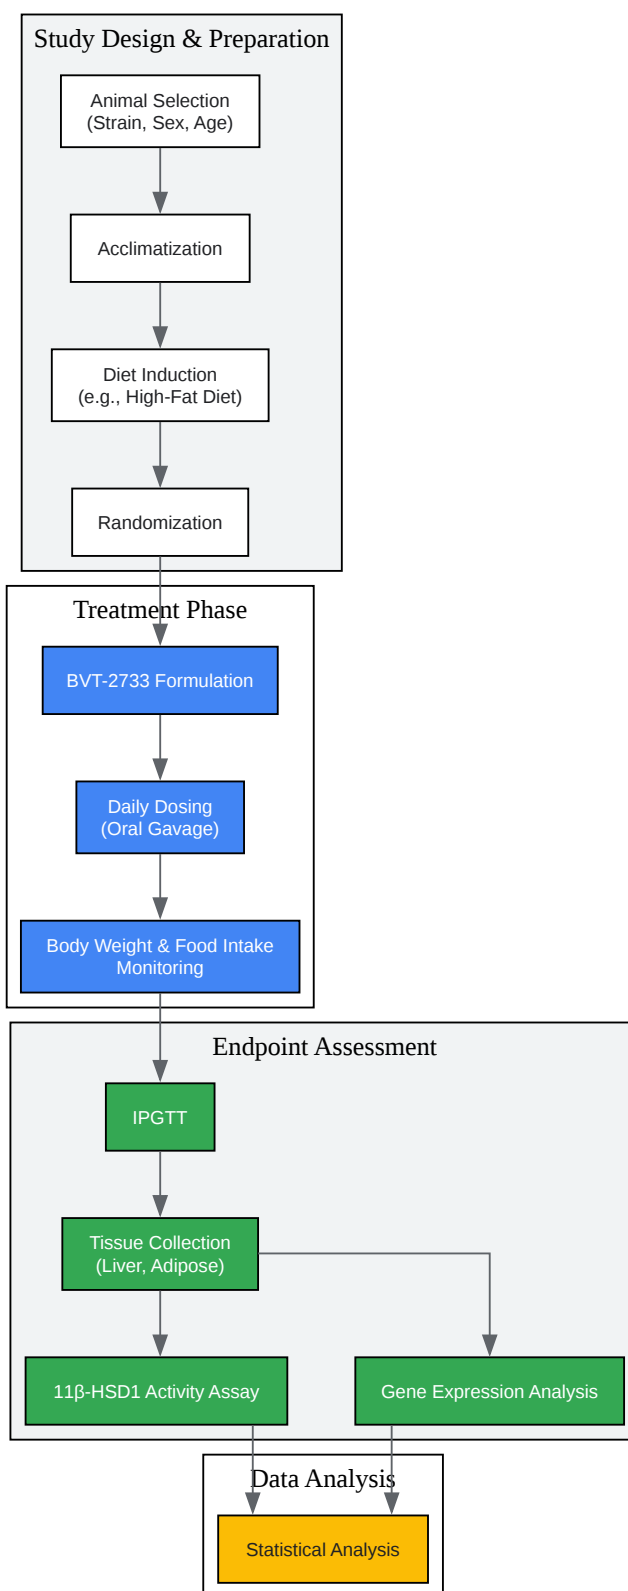 Study Design & Preparation
Animal Selection
(Strain, Sex, Age)
Acclimatization
Diet Induction
(e.g., High-Fat Diet)
Randomization
Treatment Phase
BVT-2733 Formulation
Daily Dosing
(Oral Gavage)
Body Weight & Food Intake
Monitoring
Endpoint Assessment
IPGTT
Tissue Collection
(Liver, Adipose)
11β-HSD1 Activity Assay
Gene Expression Analysis
Data Analysis
Statistical Analysis